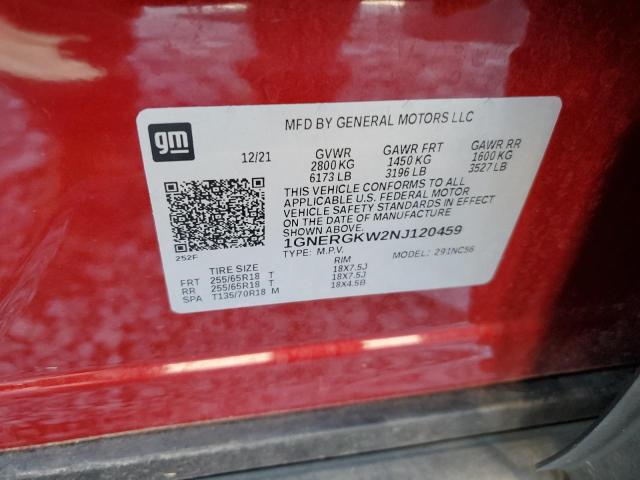 gm
MFD BY GENERAL MOTORS LLC
12/21 GVWR GAWR FRT GAWR RR
2800 KG 1450 KG 1600 KG
6173 LB 3196 LB 3527 LB
THIS VEHICLE CONFORMS TO ALL
APPLICABLE U.S. FEDERAL MOTOR
VEHICLE SAFETY STANDARDS IN EFFECT
ON THE DATE OF MANUFACTURE
SHOWN ABOVE.
1GNERGKW2NJ120459
252F
TYPE: M.P.V. MODEL: 291NC56
TIRE SIZE RIM
FRT 255/65R18 T 18X7.5J
RR 255/65R18 T 18X7.5J
SPA T135/70R18 M 18X4.5B